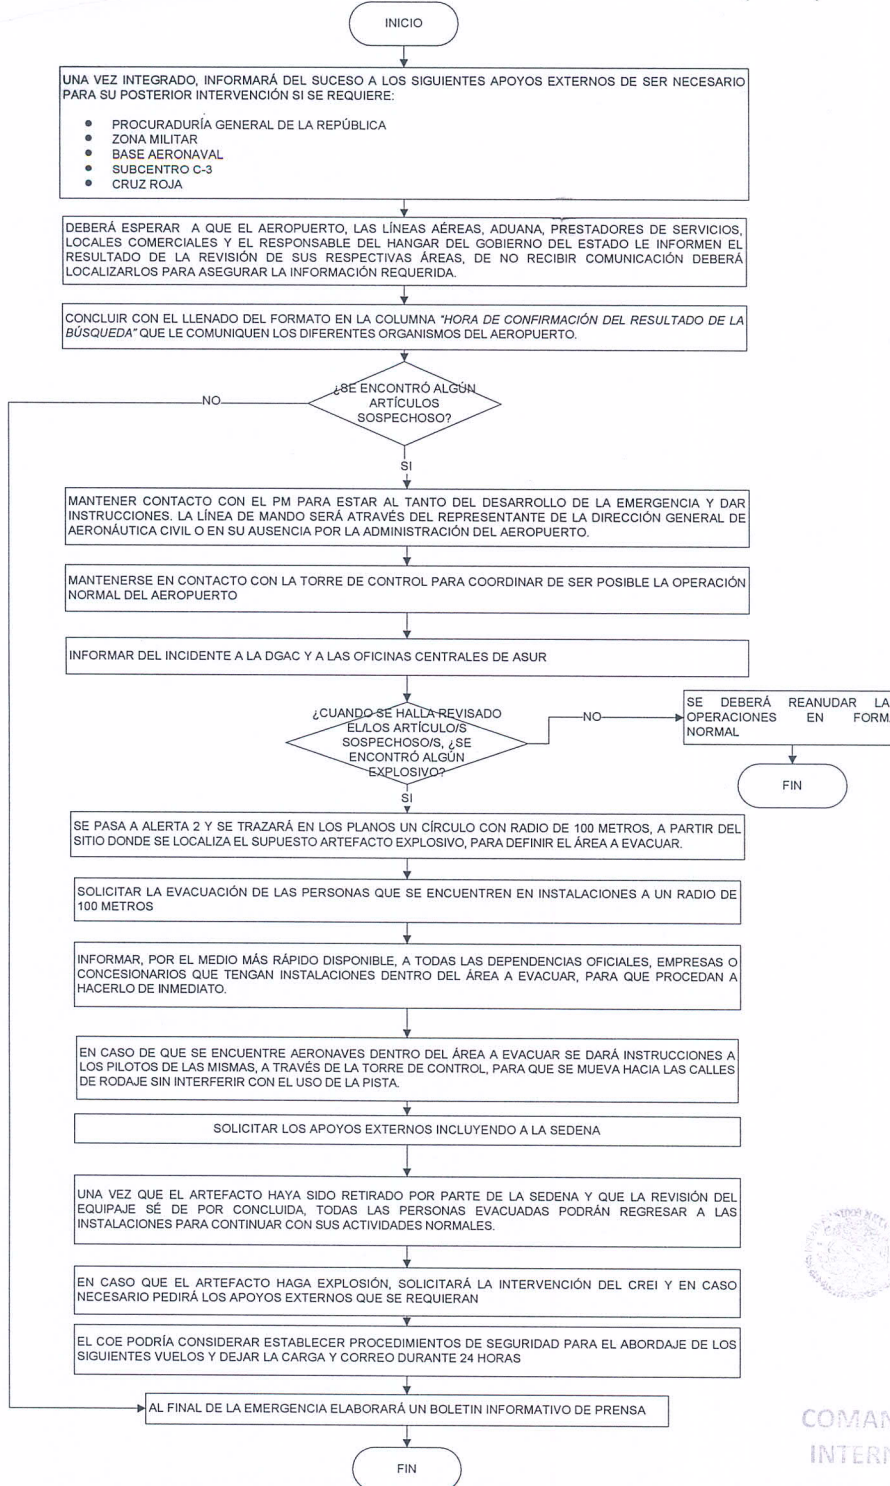 INICIO
UNA VEZ INTEGRADO, INFORMARÁ DEL SUCESO A LOS SIGUIENTES APOYOS EXTERNOS DE SER NECESARIO
PARA SU POSTERIOR INTERVENCIÓN SI SE REQUIERE:
● PROCURADURÍA GENERAL DE LA REPÚBLICA
● ZONA MILITAR
● BASE AERONAVAL
● SUBCENTRO C-3
● CRUZ ROJA
DEBERÁ ESPERAR A QUE EL AEROPUERTO, LAS LÍNEAS AÉREAS, ADUANA, PRESTADORES DE SERVICIOS,
LOCALES COMERCIALES Y EL RESPONSABLE DEL HANGAR DEL GOBIERNO DEL ESTADO LE INFORMEN EL
RESULTADO DE LA REVISIÓN DE SUS RESPECTIVAS ÁREAS, DE NO RECIBIR COMUNICACIÓN DEBERÁ
LOCALIZARLOS PARA ASEGURAR LA INFORMACIÓN REQUERIDA.
CONCLUIR CON EL LLENADO DEL FORMATO EN LA COLUMNA "HORA DE CONFIRMACIÓN DEL RESULTADO DE LA
BÚSQUEDA" QUE LE COMUNIQUEN LOS DIFERENTES ORGANISMOS DEL AEROPUERTO.
¿SE ENCONTRÓ ALGÚN
ARTÍCULOS
SOSPECHOSO?
NO
SI
MANTENER CONTACTO CON EL PM PARA ESTAR AL TANTO DEL DESARROLLO DE LA EMERGENCIA Y DAR
INSTRUCCIONES. LA LÍNEA DE MANDO SERÁ ATRAVÉS DEL REPRESENTANTE DE LA DIRECCIÓN GENERAL DE
AERONÁUTICA CIVIL O EN SU AUSENCIA POR LA ADMINISTRACIÓN DEL AEROPUERTO.
MANTENERSE EN CONTACTO CON LA TORRE DE CONTROL PARA COORDINAR DE SER POSIBLE LA OPERACIÓN
NORMAL DEL AEROPUERTO
INFORMAR DEL INCIDENTE A LA DGAC Y A LAS OFICINAS CENTRALES DE ASUR
¿CUANDO SE HALLA REVISADO
EL/LOS ARTÍCULO/S
SOSPECHOSO/S, ¿SE
ENCONTRÓ ALGÚN
EXPLOSIVO?
NO
SE DEBERÁ REANUDAR LA
OPERACIONES EN FORMA
NORMAL
FIN
SI
SE PASA A ALERTA 2 Y SE TRAZARÁ EN LOS PLANOS UN CÍRCULO CON RADIO DE 100 METROS, A PARTIR DEL
SITIO DONDE SE LOCALIZA EL SUPUESTO ARTEFACTO EXPLOSIVO, PARA DEFINIR EL ÁREA A EVACUAR.
SOLICITAR LA EVACUACIÓN DE LAS PERSONAS QUE SE ENCUENTREN EN INSTALACIONES A UN RADIO DE
100 METROS
INFORMAR, POR EL MEDIO MÁS RÁPIDO DISPONIBLE, A TODAS LAS DEPENDENCIAS OFICIALES, EMPRESAS O
CONCESIONARIOS QUE TENGAN INSTALACIONES DENTRO DEL ÁREA A EVACUAR, PARA QUE PROCEDAN A
HACERLO DE INMEDIATO.
EN CASO DE QUE SE ENCUENTRE AERONAVES DENTRO DEL ÁREA A EVACUAR SE DARÁ INSTRUCCIONES A
LOS PILOTOS DE LAS MISMAS, A TRAVÉS DE LA TORRE DE CONTROL, PARA QUE SE MUEVA HACIA LAS CALLES
DE RODAJE SIN INTERFERIR CON EL USO DE LA PISTA.
SOLICITAR LOS APOYOS EXTERNOS INCLUYENDO A LA SEDENA
UNA VEZ QUE EL ARTEFACTO HAYA SIDO RETIRADO POR PARTE DE LA SEDENA Y QUE LA REVISIÓN DEL
EQUIPAJE SÉ DE POR CONCLUIDA, TODAS LAS PERSONAS EVACUADAS PODRÁN REGRESAR A LAS
INSTALACIONES PARA CONTINUAR CON SUS ACTIVIDADES NORMALES.
EN CASO QUE EL ARTEFACTO HAGA EXPLOSIÓN, SOLICITARÁ LA INTERVENCIÓN DEL CREI Y EN CASO
NECESARIO PEDIRÁ LOS APOYOS EXTERNOS QUE SE REQUIERAN
EL COE PODRÍA CONSIDERAR ESTABLECER PROCEDIMIENTOS DE SEGURIDAD PARA EL ABORDAJE DE LOS
SIGUIENTES VUELOS Y DEJAR LA CARGA Y CORREO DURANTE 24 HORAS
AL FINAL DE LA EMERGENCIA ELABORARÁ UN BOLETIN INFORMATIVO DE PRENSA
COMAN
INTERN
FIN